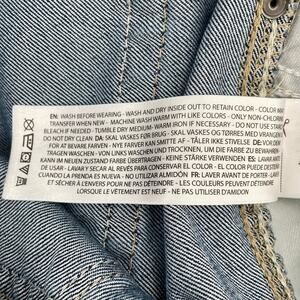 EN: WASH BEFORE WEARING - WASH AND DRY INSIDE OUT TO RETAIN COLOR - COLOR MAY
TRANSFER WHEN NEW - MACHINE WASH WARM WITH LIKE COLORS - ONLY NON-CHLORINE
BLEACH IF NEEDED - TUMBLE DRY MEDIUM - WARM IRON IF NECESSARY - DO NOT USE STARCH
DO NOT DRY CLEAN DA: SKAL VASKES FØR BRUG - SKAL VASKES OG TØRRES MED VRANGEN
FOR AT BEVARE FARVEN - NYE FARVER KAN SMITTE AF - TÅLER IKKE STIVELSE DE: VOR DEM
TRAGEN WASCHEN - VON LINKS WASCHEN UND TROCKNEN, UM DIE FARBE ZU BEWAHREN
KANN IM NEUEN ZUSTAND FARBE ÜBERTRAGEN - KEINE STÄRKE VERWENDEN ES: LAVAR ANTES
DE USAR - LAVAR Y SECAR AL REVÉS PARA CONSERVAR EL COLOR - EL COLOR PUEDE
CUANDO LA PRENDA ES NUEVA - NO UTILIZAR ALMIDÓN FR: LAVER AVANT DE PORTER - LAVER
ET SÉCHER À L'ENVERS POUR NE PAS DÉTEINDRE - LES COULEURS PEUVENT DÉTEINDRE
LORSQUE LE VÊTEMENT EST NEUF - NE PAS UTILISER D'AMIDON